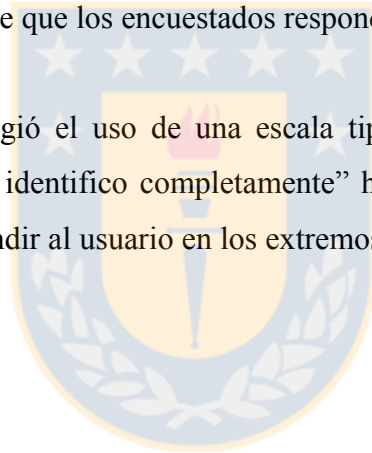 e que los encuestados respond
gió el uso de una escala tip
identifico completamente” h
ndir al usuario en los extremos